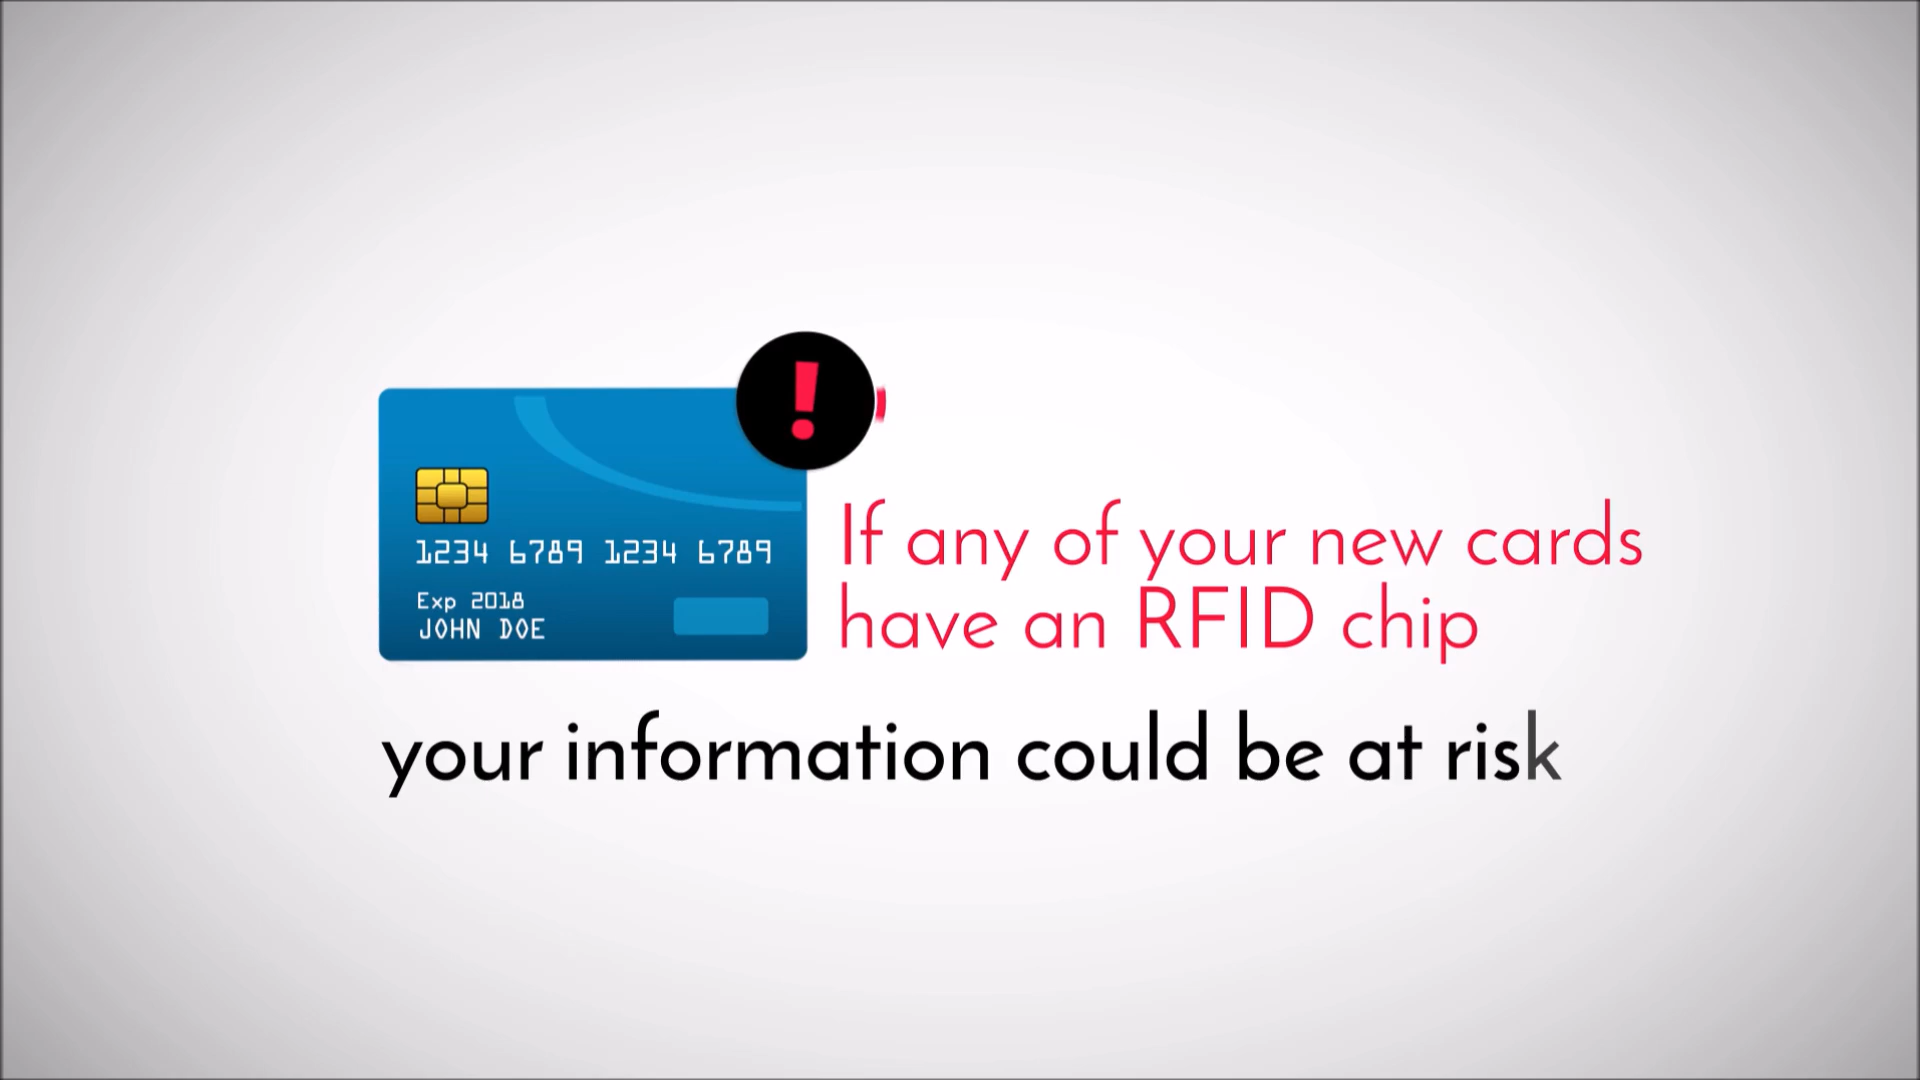 !
1234 6789 1234 6789
Exp 2018
JOHN DOE
If any of your new cards
have an RFID chip
your information could be at risk